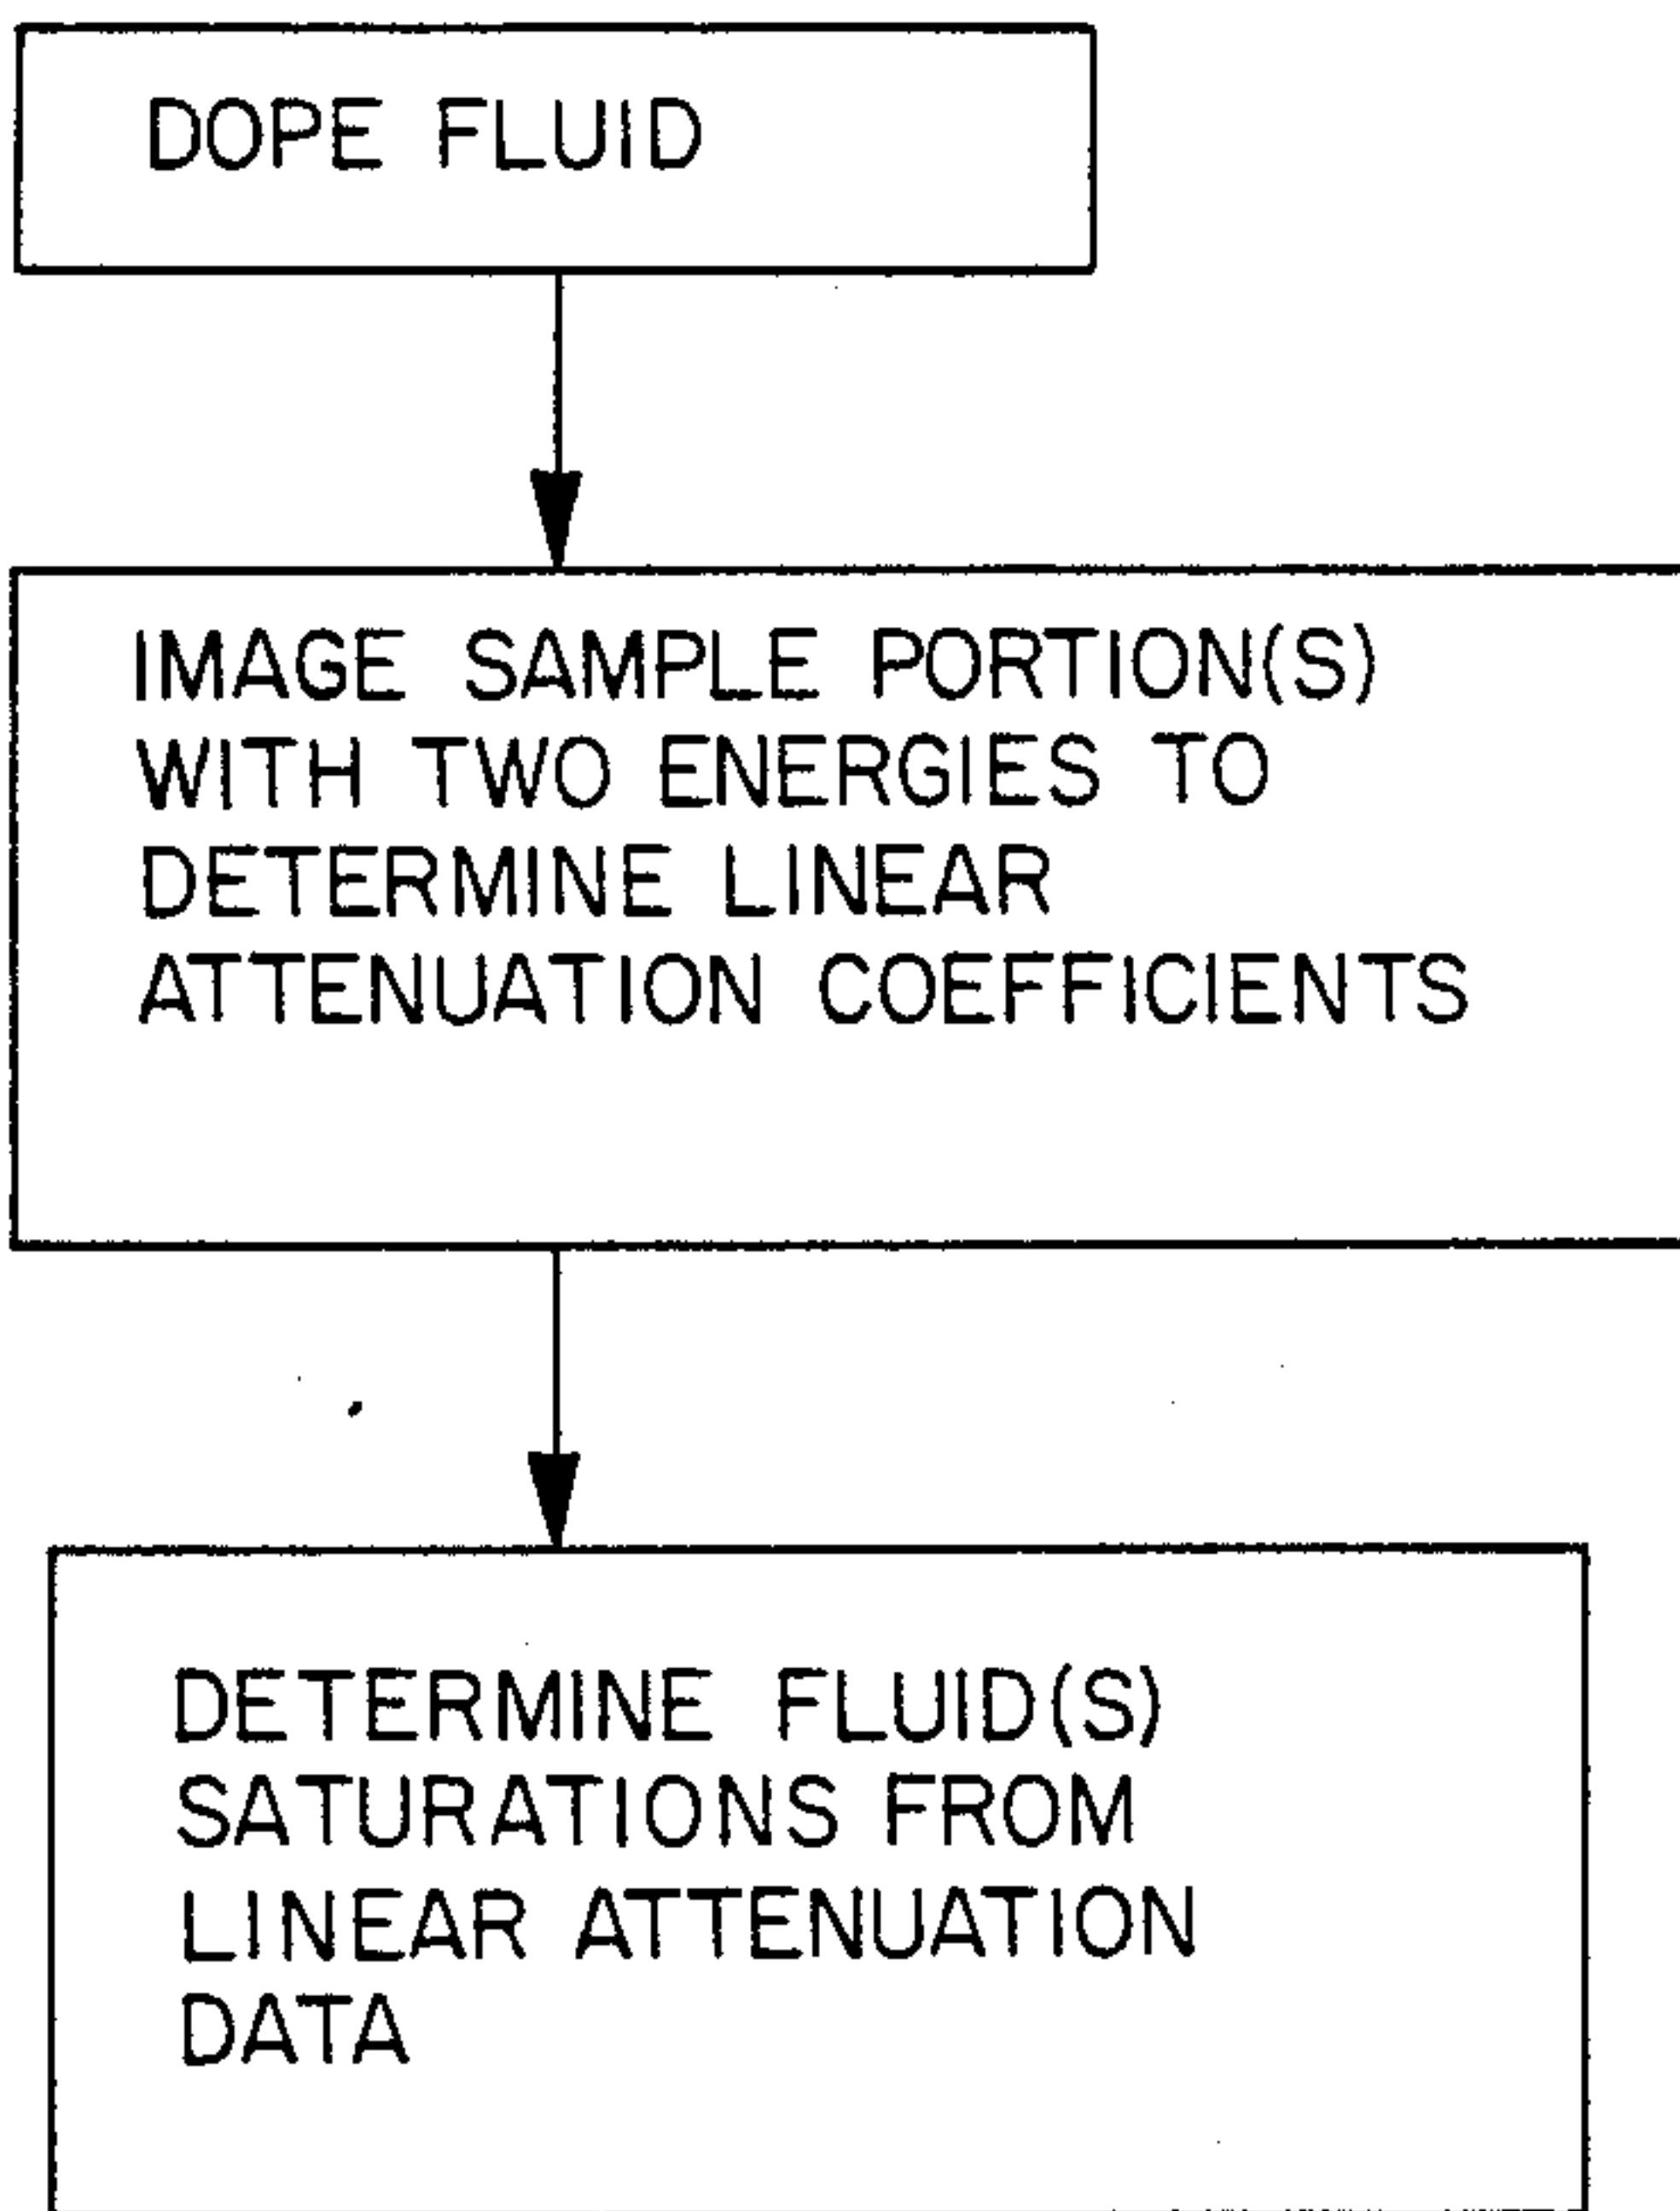 DOPE FLUID
IMAGE SAMPLE PORTION(S)
WITH TWO ENERGIES TO
DETERMINE LINEAR
ATTENUATION COEFFICIENTS
DETERMINE FLUID(S)
SATURATIONS FROM
LINEAR ATTENUATION
DATA